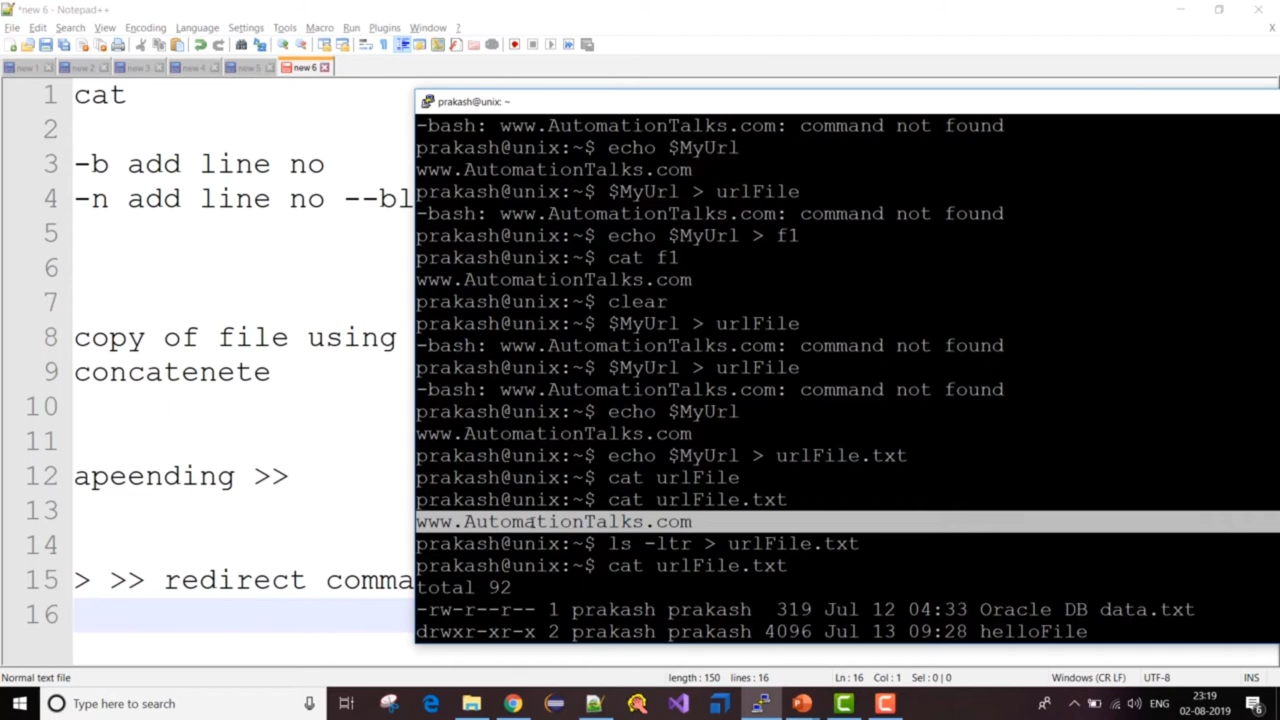 *new 6 - Notepad++
File Edit Search View Encoding Language Settings Tools Macro Run Plugins Window ?
new 1 new 2 new 3 new 4 new 5 new 6
1 cat
2
3 -b add line no
4 -n add line no --bl
5
6
7
8 copy of file using
9 concatenete
10
11
12 apeending >>
13
14
15 > >> redirect comma
16
prakash@unix: ~
-bash: www.AutomationTalks.com: command not found
prakash@unix:~$ echo $MyUrl
www.AutomationTalks.com
prakash@unix:~$ $MyUrl > urlFile
-bash: www.AutomationTalks.com: command not found
prakash@unix:~$ echo $MyUrl > f1
prakash@unix:~$ cat f1
www.AutomationTalks.com
prakash@unix:~$ clear
prakash@unix:~$ $MyUrl > urlFile
-bash: www.AutomationTalks.com: command not found
prakash@unix:~$ $MyUrl > urlFile
-bash: www.AutomationTalks.com: command not found
prakash@unix:~$ echo $MyUrl
www.AutomationTalks.com
prakash@unix:~$ echo $MyUrl > urlFile.txt
prakash@unix:~$ cat urlFile
prakash@unix:~$ cat urlFile.txt
www.AutomationTalks.com
prakash@unix:~$ ls -ltr > urlFile.txt
prakash@unix:~$ cat urlFile.txt
total 92
-rw-r--r-- 1 prakash prakash  319 Jul 12 04:33 Oracle DB data.txt
drwxr-xr-x 2 prakash prakash 4096 Jul 13 09:28 helloFile
Normal text file length : 150 lines : 16 Ln : 16 Col : 1 Sel : 0 | 0 Windows (CR LF) UTF-8 INS
Type here to search
23:19
02-08-2019
6